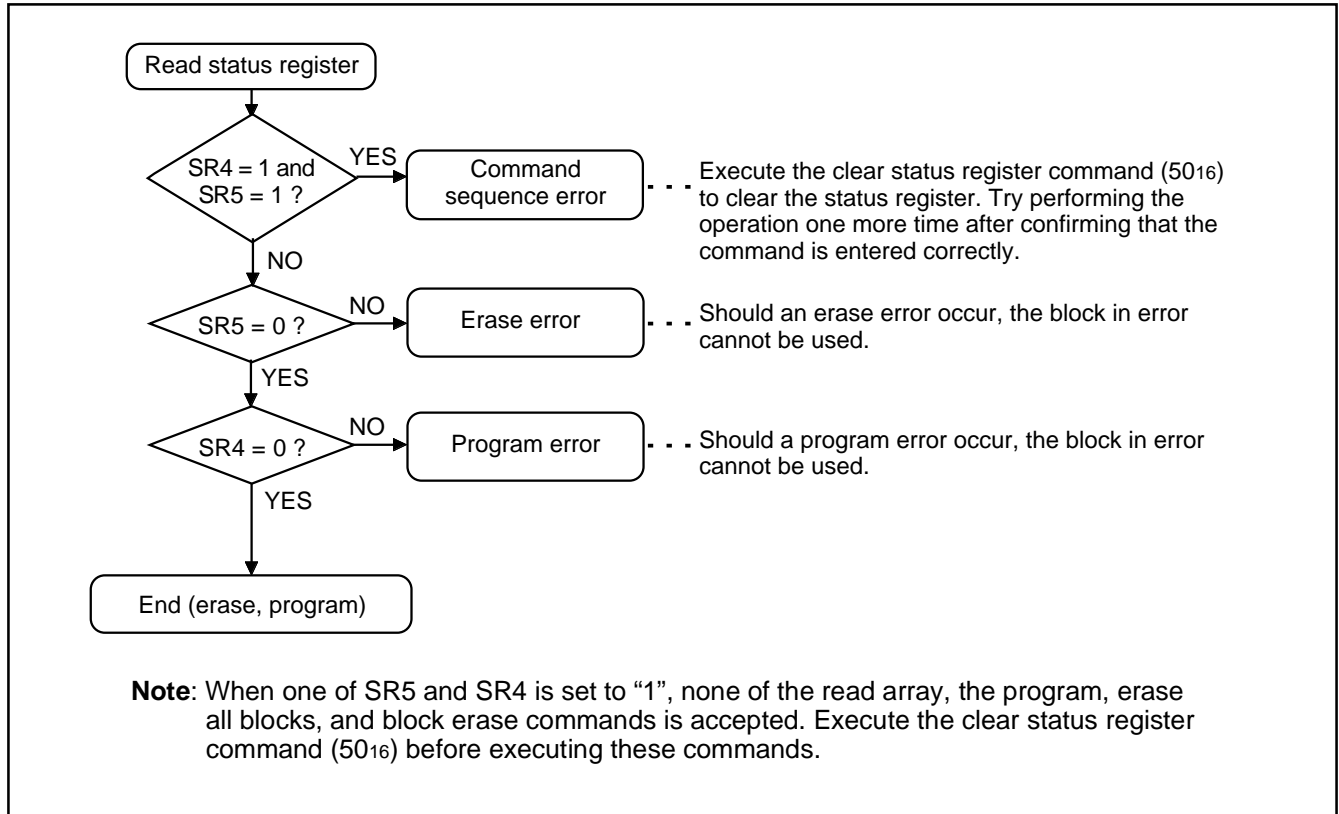 Read status register
SR4 = 1 and
SR5 = 1 ?
YES
Command
sequence error
Execute the clear status register command (5016)
to clear the status register. Try performing the
operation one more time after confirming that the
command is entered correctly.
NO
SR5 = 0 ?
NO
Erase error
Should an erase error occur, the block in error
cannot be used.
YES
SR4 = 0 ?
NO
Program error
Should a program error occur, the block in error
cannot be used.
YES
End (erase, program)
Note: When one of SR5 and SR4 is set to “1”, none of the read array, the program, erase
all blocks, and block erase commands is accepted. Execute the clear status register
command (5016) before executing these commands.